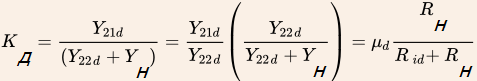 K_Д = Y_21d / (Y_22d + Y_Н) = Y_21d / Y_22d ( Y_22d / (Y_22d + Y_Н) ) = μ_d R_Н / (R_id + R_Н)